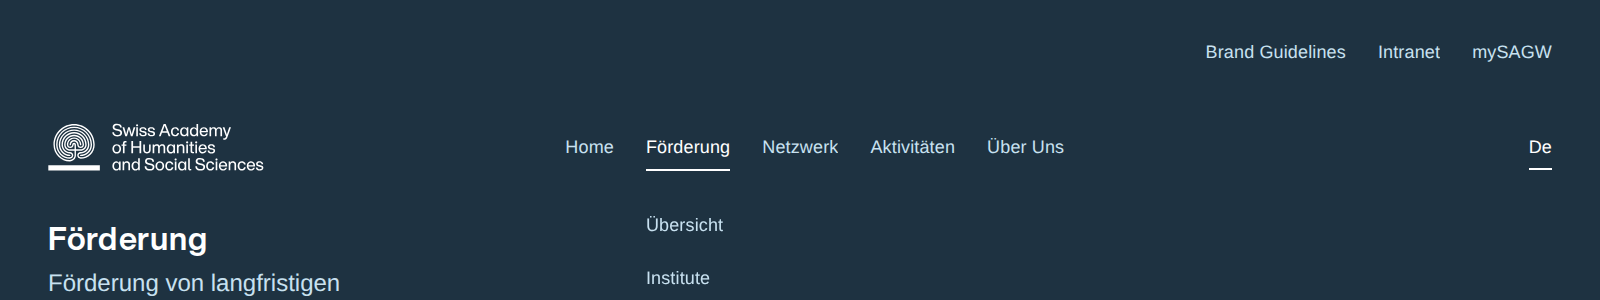 Brand Guidelines Intranet mySAGW
Swiss Academy
of Humanities
and Social Sciences
Home Förderung Netzwerk Aktivitäten Über Uns
De
Förderung
Förderung von langfristigen
Übersicht
Institute